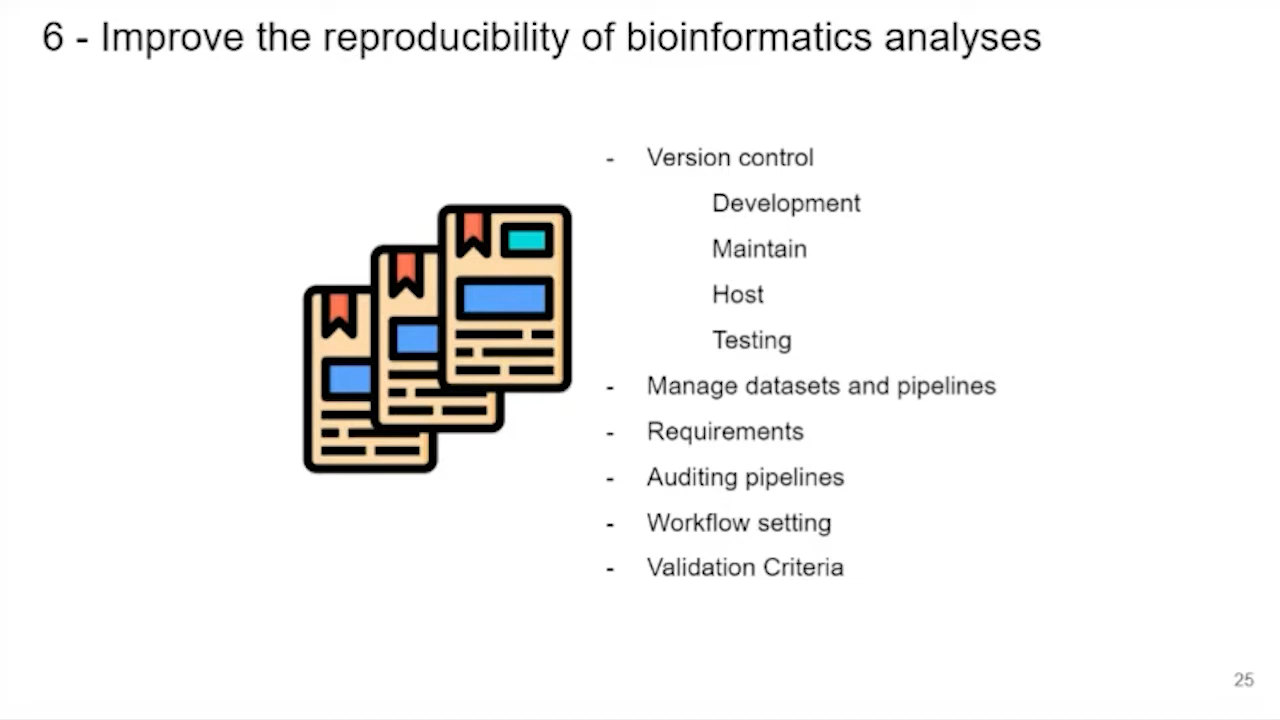 6 - Improve the reproducibility of bioinformatics analyses
- Version control
Development
Maintain
Host
Testing
- Manage datasets and pipelines
- Requirements
- Auditing pipelines
- Workflow setting
- Validation Criteria
25